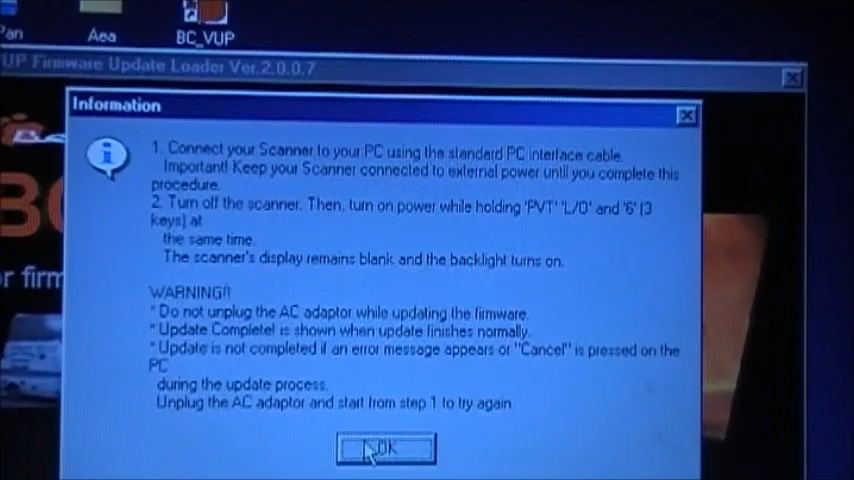 Pan
Aea
BC_VUP
UP Firmware Update Loader Ver.2.0.0.7
Information
1. Connect your Scanner to your PC using the standard PC interface cable.
Important! Keep your Scanner connected to external power until you complete this
procedure.
2. Turn off the scanner. Then, turn on power while holding 'PVT' 'L/O' and '6' (3
keys) at
the same time.
The scanner's display remains blank and the backlight turns on.
BC
or firm
WARNING!!
* Do not unplug the AC adaptor while updating the firmware.
* Update Complete! is shown when update finishes normally.
* Update is not completed if an error message appears or "Cancel" is pressed on the
PC
during the update process.
Unplug the AC adaptor and start from step 1 to try again.
OK